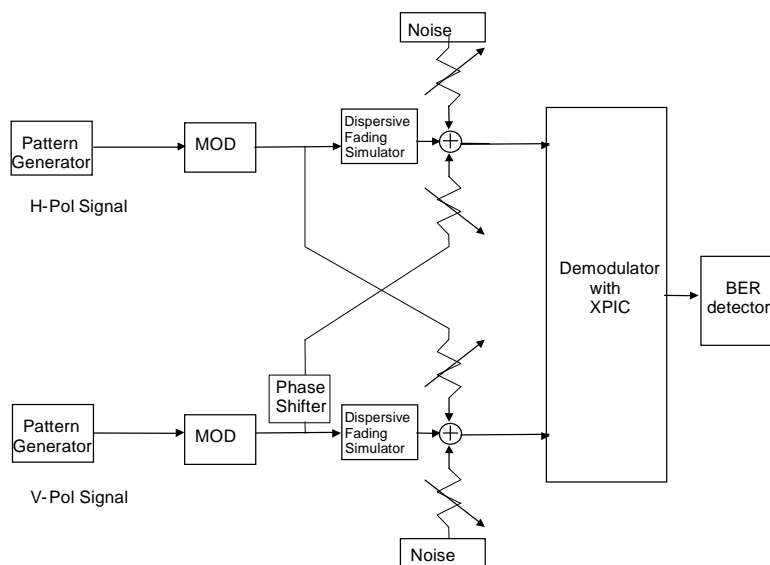 Noise
Pattern
Generator
MOD
Dispersive
Fading
Simulator
H-Pol Signal
Demodulator
with
XPIC
BER
detector
Phase
Shifter
Pattern
Generator
MOD
Dispersive
Fading
Simulator
V-Pol Signal
Noise